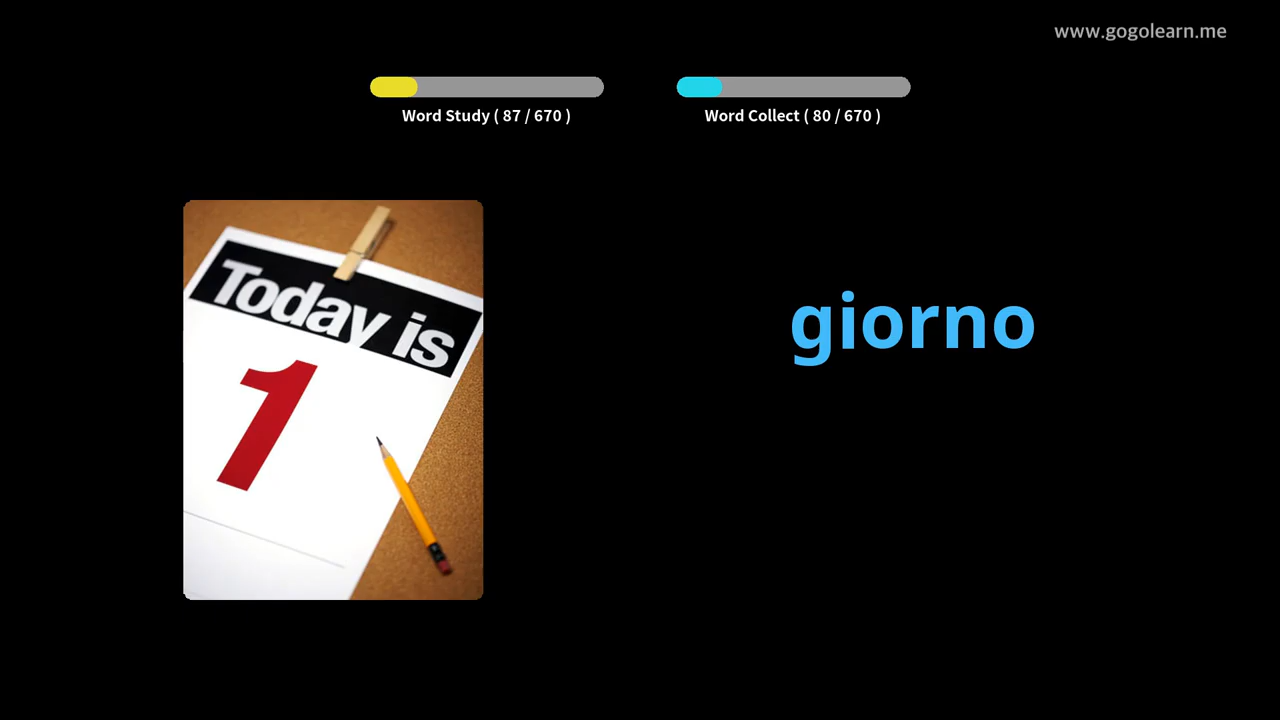 www.gogolearn.me
Word Study ( 87 / 670 )
Word Collect ( 80 / 670 )
Today is
1
giorno